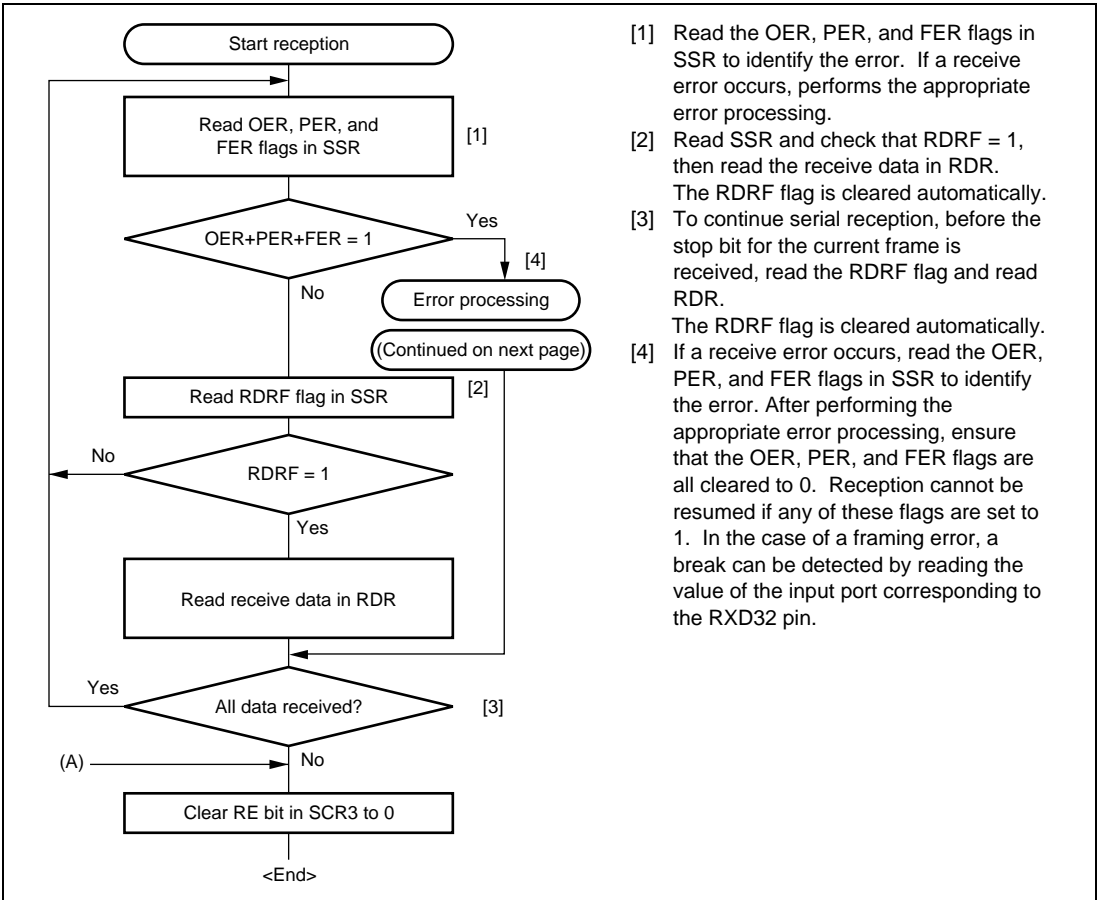 Start reception
Read OER, PER, and
FER flags in SSR
[1]
OER+PER+FER = 1
Yes
[4]
No
Error processing
(Continued on next page)
Read RDRF flag in SSR
[2]
No
RDRF = 1
Yes
Read receive data in RDR
Yes
All data received?
[3]
(A)
No
Clear RE bit in SCR3 to 0
<End>
[1] Read the OER, PER, and FER flags in
SSR to identify the error. If a receive
error occurs, performs the appropriate
error processing.
[2] Read SSR and check that RDRF = 1,
then read the receive data in RDR.
The RDRF flag is cleared automatically.
[3] To continue serial reception, before the
stop bit for the current frame is
received, read the RDRF flag and read
RDR.
The RDRF flag is cleared automatically.
[4] If a receive error occurs, read the OER,
PER, and FER flags in SSR to identify
the error. After performing the
appropriate error processing, ensure
that the OER, PER, and FER flags are
all cleared to 0. Reception cannot be
resumed if any of these flags are set to
1. In the case of a framing error, a
break can be detected by reading the
value of the input port corresponding to
the RXD32 pin.